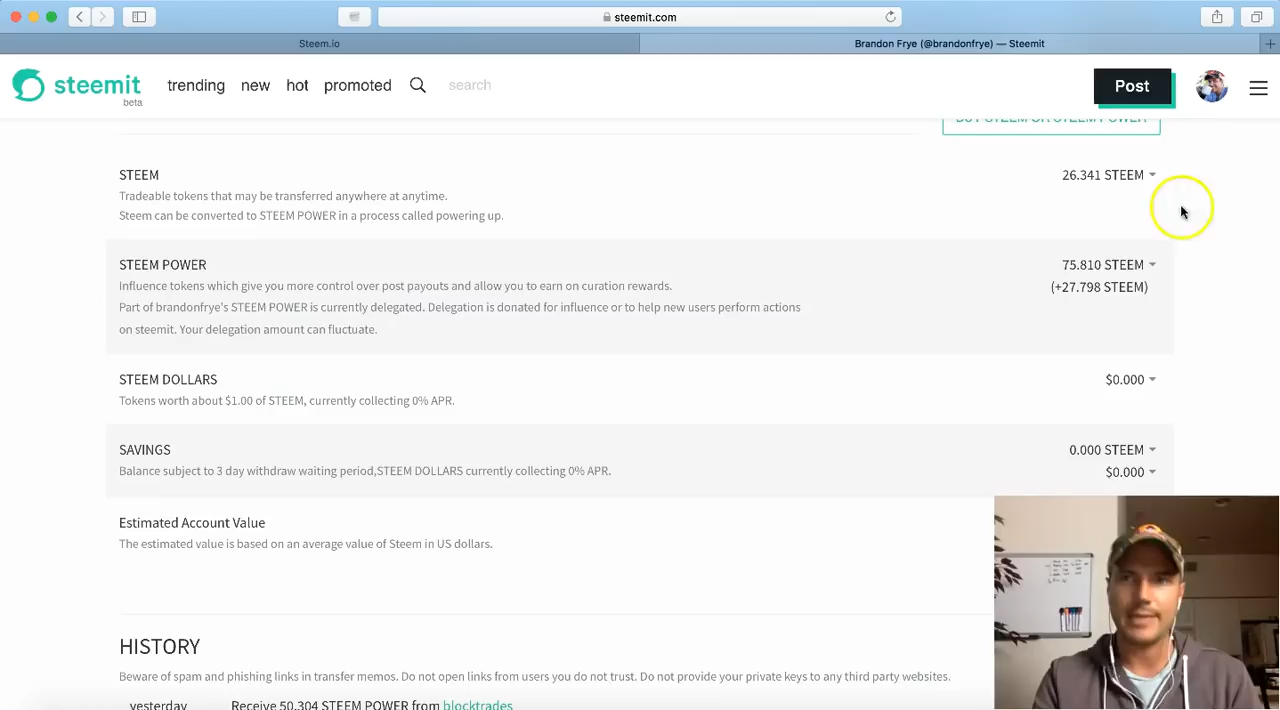 steemit.com
Steem.io
Brandon Frye (@brandonfrye) — Steemit
steemit
beta
trending new hot promoted search
Post
BUY STEEM OR STEEM POWER
STEEM 26.341 STEEM
Tradeable tokens that may be transferred anywhere at anytime.
Steem can be converted to STEEM POWER in a process called powering up.
STEEM POWER 75.810 STEEM
Influence tokens which give you more control over post payouts and allow you to earn on curation rewards. (+27.798 STEEM)
Part of brandonfrye's STEEM POWER is currently delegated. Delegation is donated for influence or to help new users perform actions
on steemit. Your delegation amount can fluctuate.
STEEM DOLLARS $0.000
Tokens worth about $1.00 of STEEM, currently collecting 0% APR.
SAVINGS 0.000 STEEM
Balance subject to 3 day withdraw waiting period,STEEM DOLLARS currently collecting 0% APR. $0.000
Estimated Account Value
The estimated value is based on an average value of Steem in US dollars.
HISTORY
Beware of spam and phishing links in transfer memos. Do not open links from users you do not trust. Do not provide your private keys to any third party websites.
yesterday Receive 50.304 STEEM POWER from blocktrades